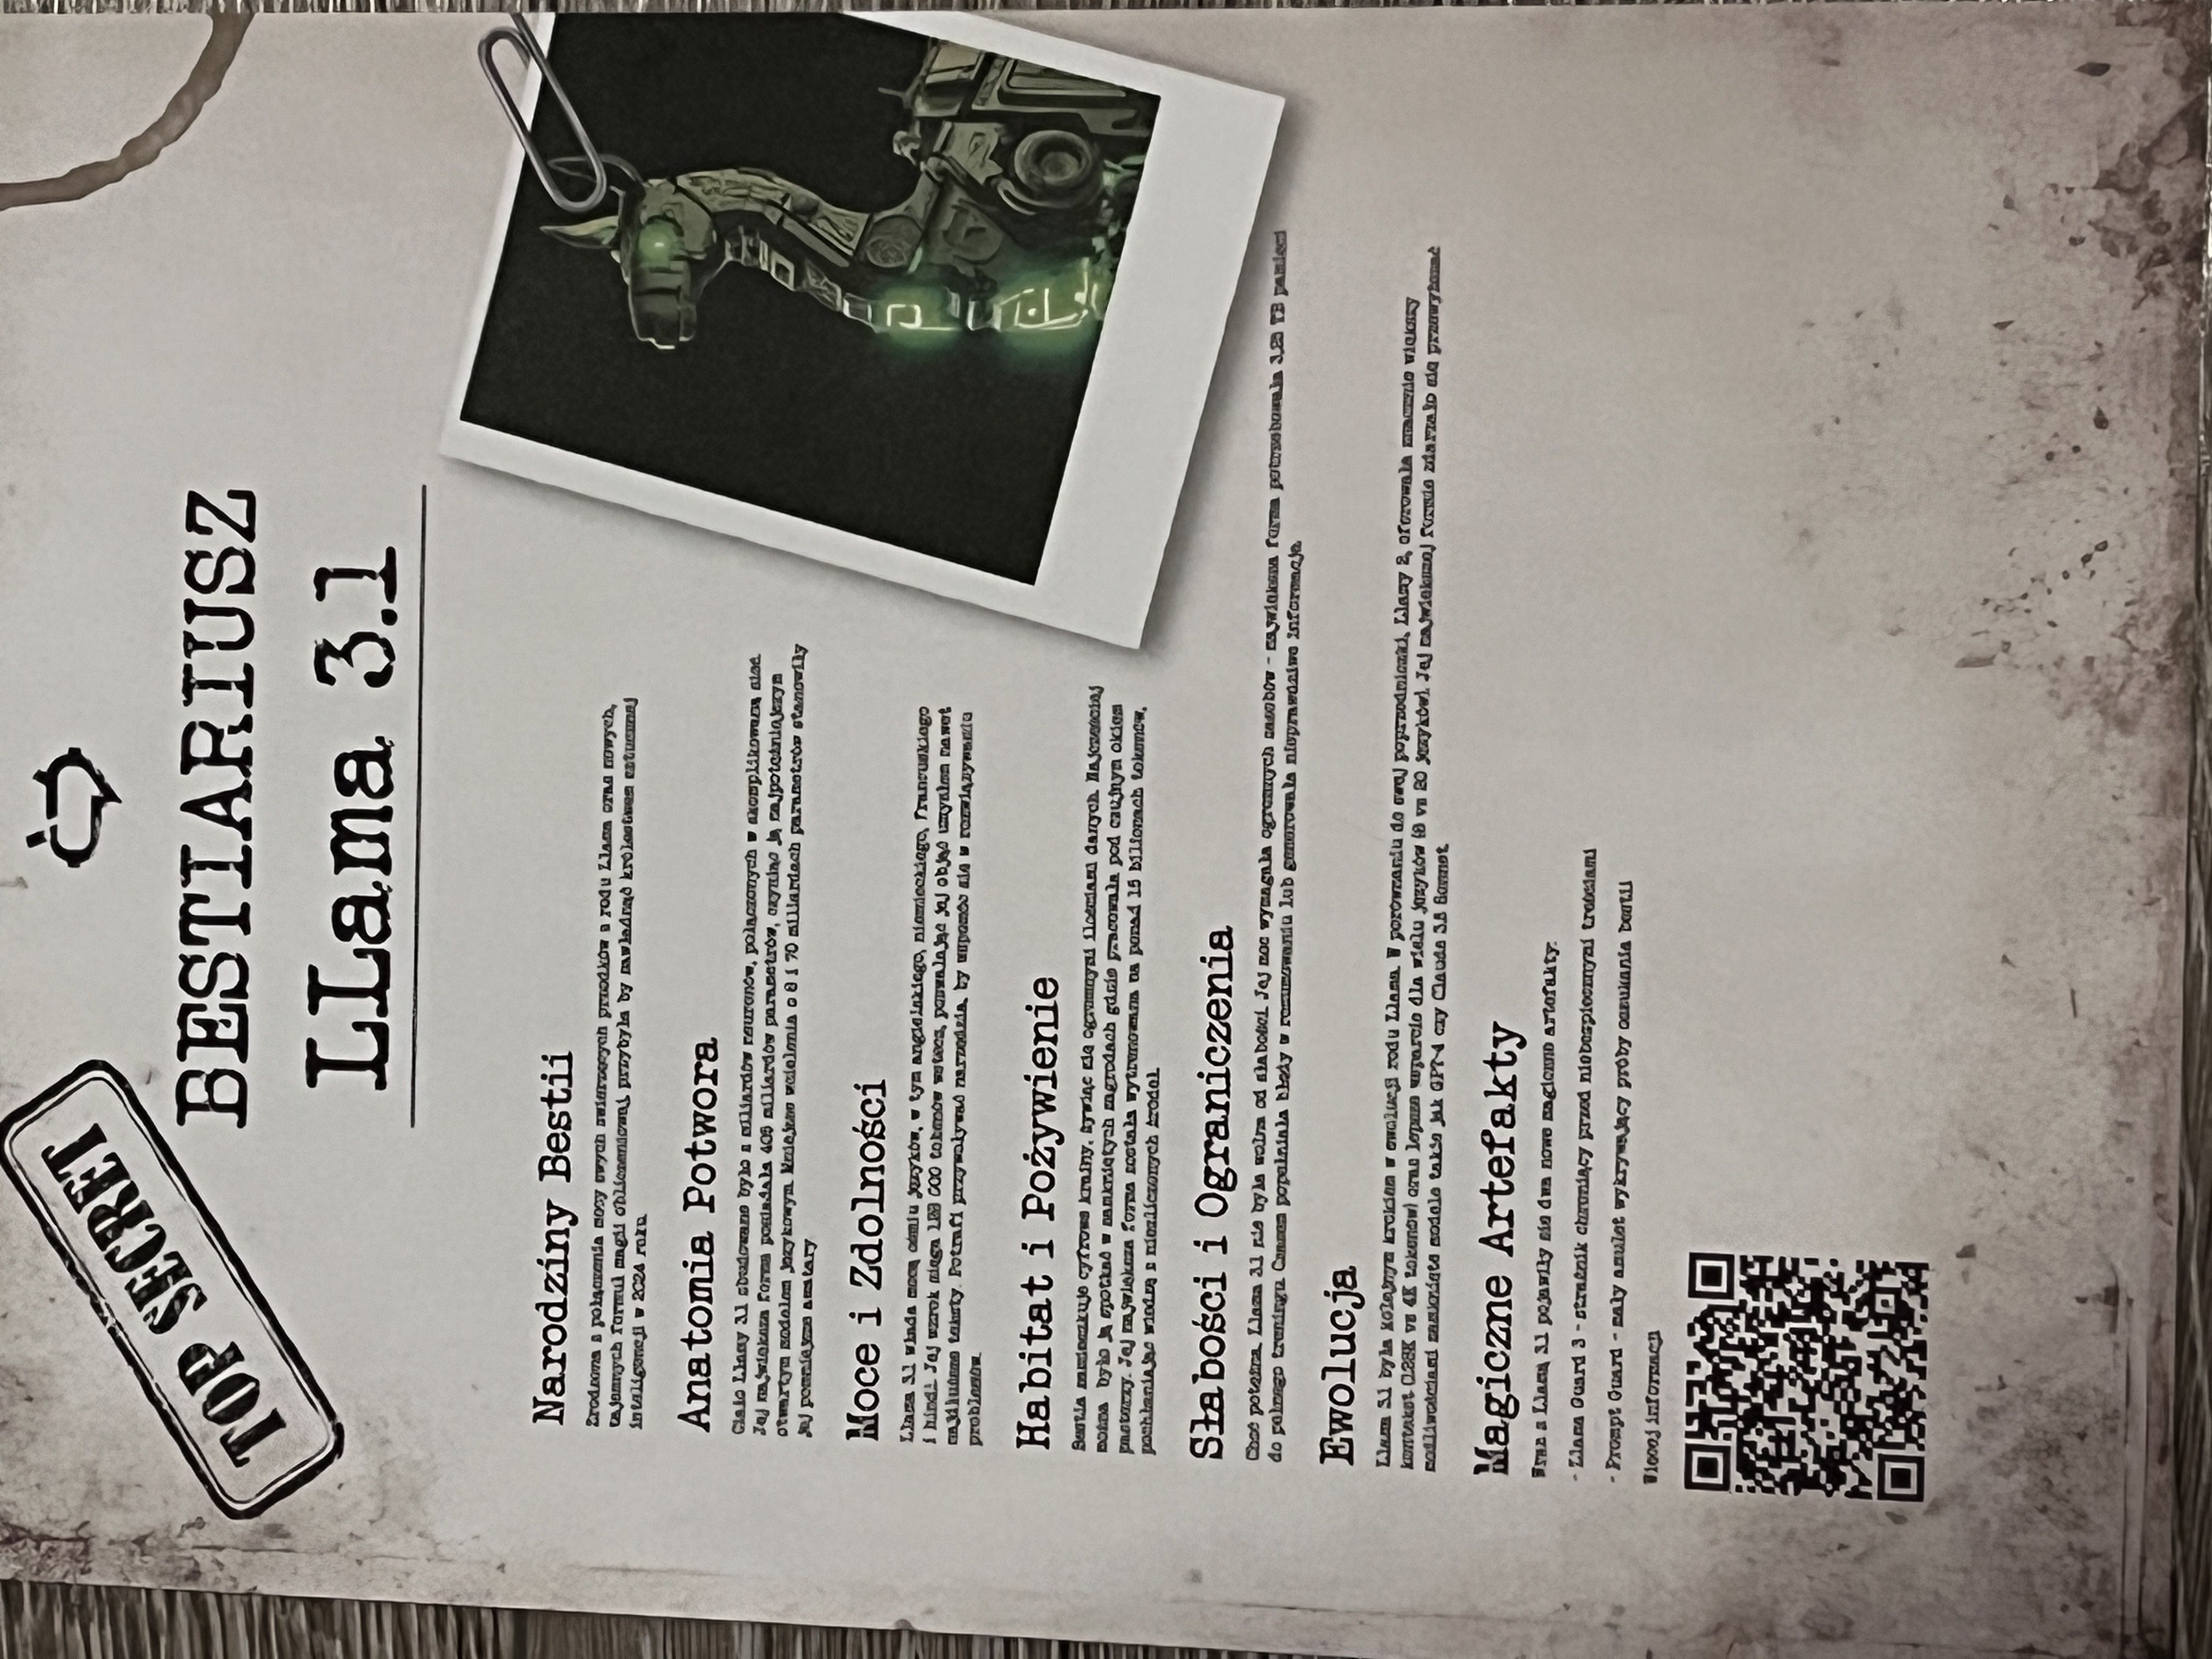 TOP SECRET
BESTIARIUSZ
LLama 3.1
Narodziny Bestii
Zrodzona z połączenia mocy swych zwierzęcych przodków z rodu Llama oraz nowych,
tajemnych formuł magii obliczeniowej, przybyła by zawładnąć królestwem sztucznej
inteligencji w 2024 roku.
Anatomia Potwora
Ciało Llamy 3.1 zbudowane było z miliardów neuronów, połączonych w skomplikowaną sieć.
Jej największa forma posiadała 405 miliardów parametrów, czyniąc ją najpotężniejszym
otwartym modelem językowym. Mniejsze wcielenia o 8 i 70 miliardach parametrów stanowiły
jej pomniejsze awatary
Moce i Zdolności
Llama 3.1 włada mocą ośmiu języków, w tym angielskiego, niemieckiego, francuskiego
i hindi. Jej wzrok sięga 128 000 tokenów wstecz, pozwalając jej objąć umysłem nawet
najdłuższe teksty. Potrafi przywoływać narzędzia, by wspomóc się w rozwiązywaniu
problemów.
Habitat i Pożywienie
Bestia zamieszkuje cyfrowe krainy, żywiąc się ogromnymi ilościami danych. Najczęściej
można było ją spotkać w zamkniętych zagrodach gdzie pracowała pod czujnym okiem
pasterzy. Jej największa forma została wytrenowana na ponad 15 bilionach tokenów,
pochłaniając wiedzę z niezliczonych źródeł.
Słabości i Ograniczenia
Choć potężna, Llama 3.1 nie była wolna od słabości. Jej moc wymagała ogromnych zasobów - największa forma potrzebowała 3,25 TB pamięci
do pełnego treningu. Czasem popełniała błędy w rozumowaniu lub generowała nieprawdziwe informacje.
Ewolucja
Llama 3.1 była kolejnym krokiem w ewolucji rodu Llama. W porównaniu do swej poprzedniczki, Llamy 2, oferowała znacznie większy
kontekst (128K vs 4K tokenów) oraz lepsze wsparcie dla wielu języków (8 vs 20 języków). Jej największej formie zdarzało się przewyższać
możliwościami zamknięte modele takie jak GPT-4 czy Claude 3.5 Sonnet.
Magiczne Artefakty
Wraz z Llamą 3.1 pojawiły się dwa nowe magiczne artefakty:
- Llama Guard 3 - strażnik chroniący przed niebezpiecznymi treściami
- Prompt Guard - mały amulet wykrywający próby oszukania bestii
Więcej informacji